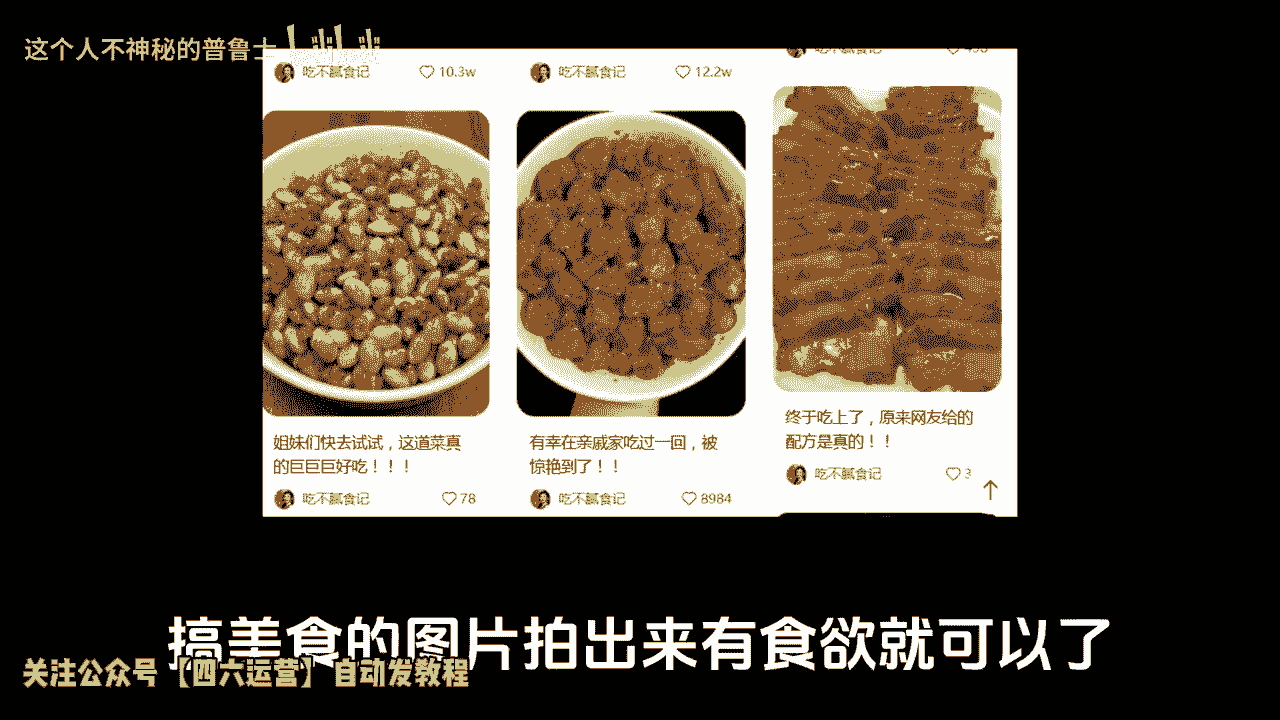 这个人不神秘的普鲁士
吃不腻食记 10.3w
吃不腻食记 12.2w
吃不腻食记
姐妹们快去试试，这道菜真
的巨巨巨好吃！！！
吃不腻食记 78
有幸在亲戚家吃过一回，被
惊艳到了！！
吃不腻食记 8984
终于吃上了，原来网友给的
配方是真的！！
吃不腻食记 3
搞美食的图片拍出来有食欲就可以了
关注公众号【四六运营】自动发教程